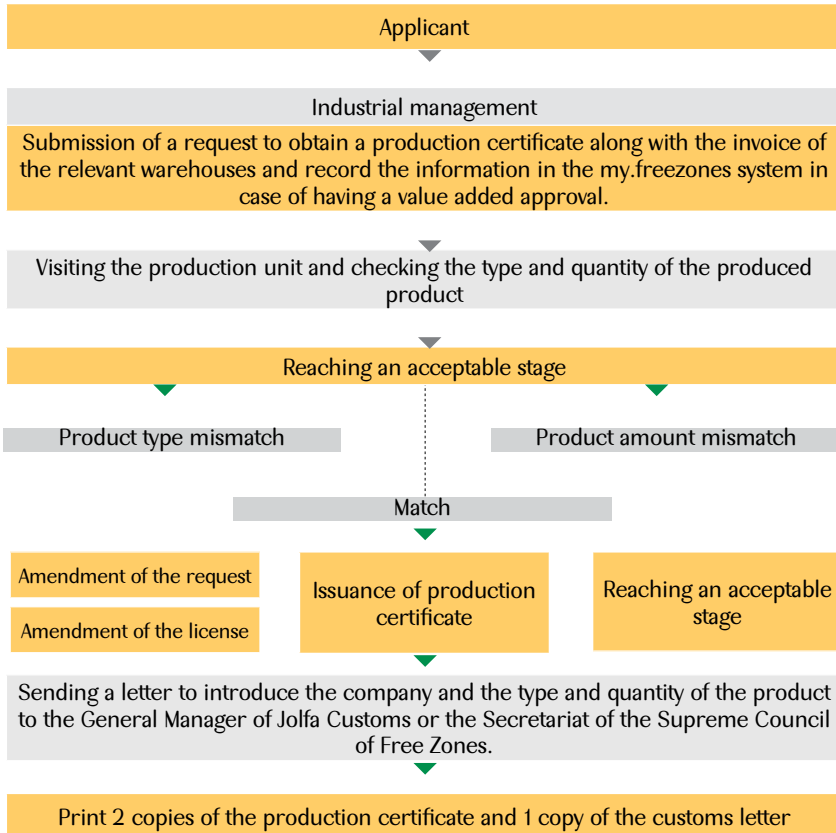 Applicant
Industrial management
Submission of a request to obtain a production certificate along with the invoice of
the relevant warehouses and record the information in the my.freezones system in
case of having a value added approval.
Visiting the production unit and checking the type and quantity of the produced
product
Reaching an acceptable stage
Product type mismatch
Product amount mismatch
Match
Amendment of the request
Amendment of the license
Issuance of production
certificate
Reaching an acceptable
stage
Sending a letter to introduce the company and the type and quantity of the product
to the General Manager of Jolfa Customs or the Secretariat of the Supreme Council
of Free Zones.
Print 2 copies of the production certificate and 1 copy of the customs letter